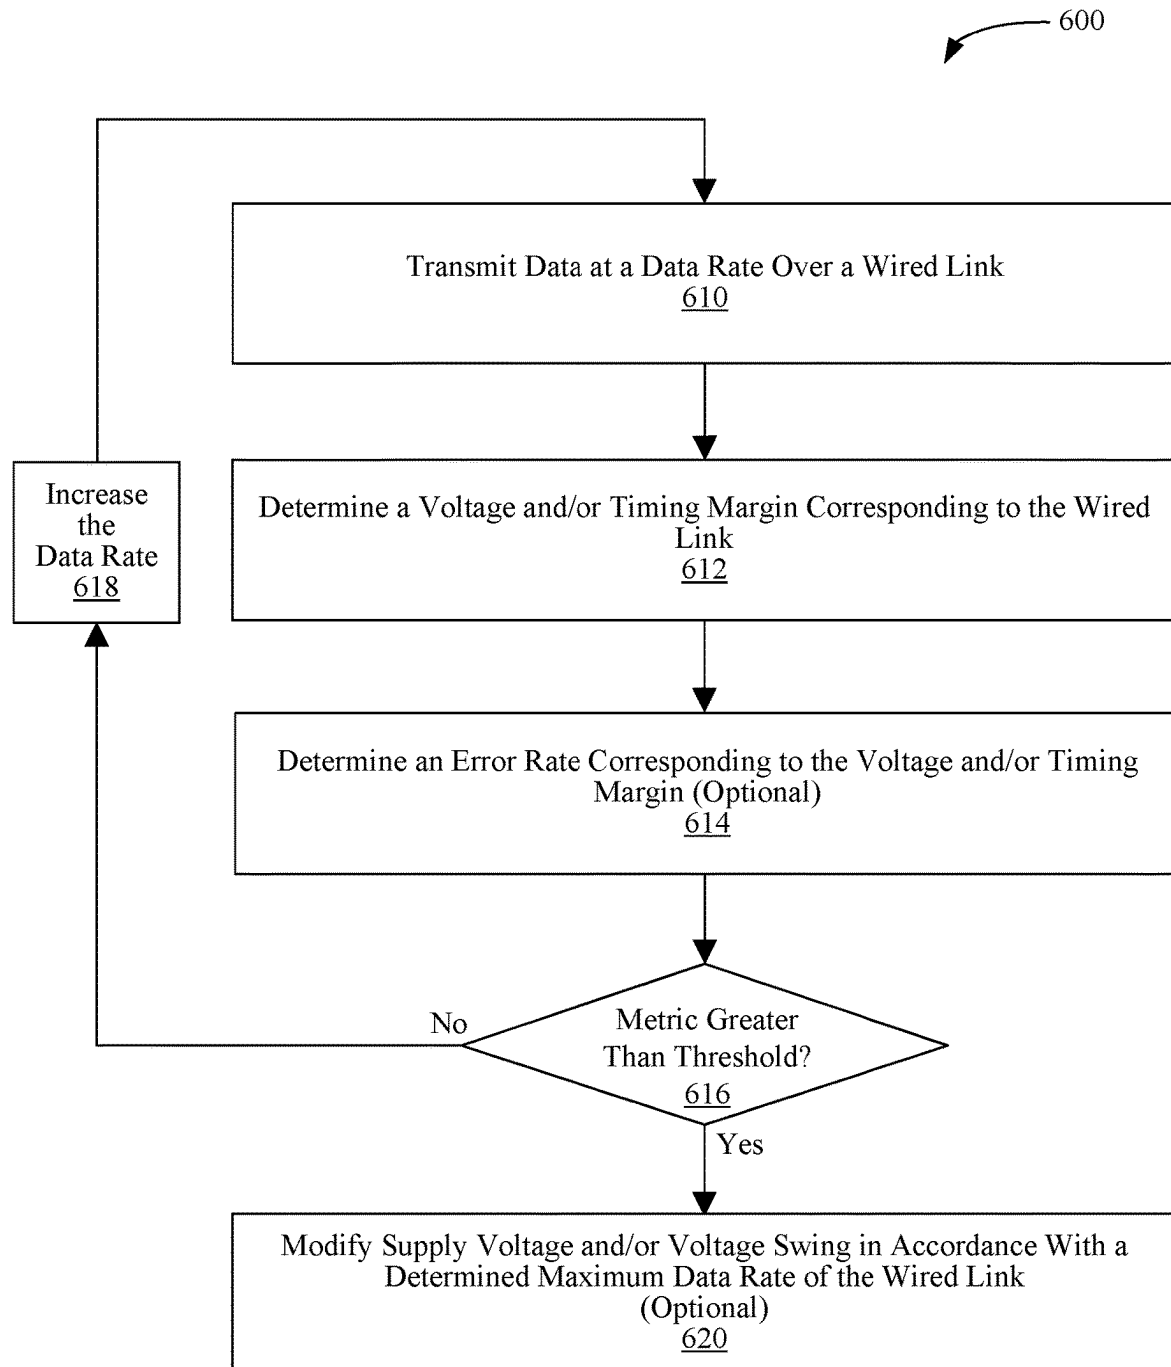 600
Transmit Data at a Data Rate Over a Wired Link
610
Increase
the
Data Rate
618
Determine a Voltage and/or Timing Margin Corresponding to the Wired
Link
612
Determine an Error Rate Corresponding to the Voltage and/or Timing
Margin (Optional)
614
No
Metric Greater
Than Threshold?
616
Yes
Modify Supply Voltage and/or Voltage Swing in Accordance With a
Determined Maximum Data Rate of the Wired Link
(Optional)
620